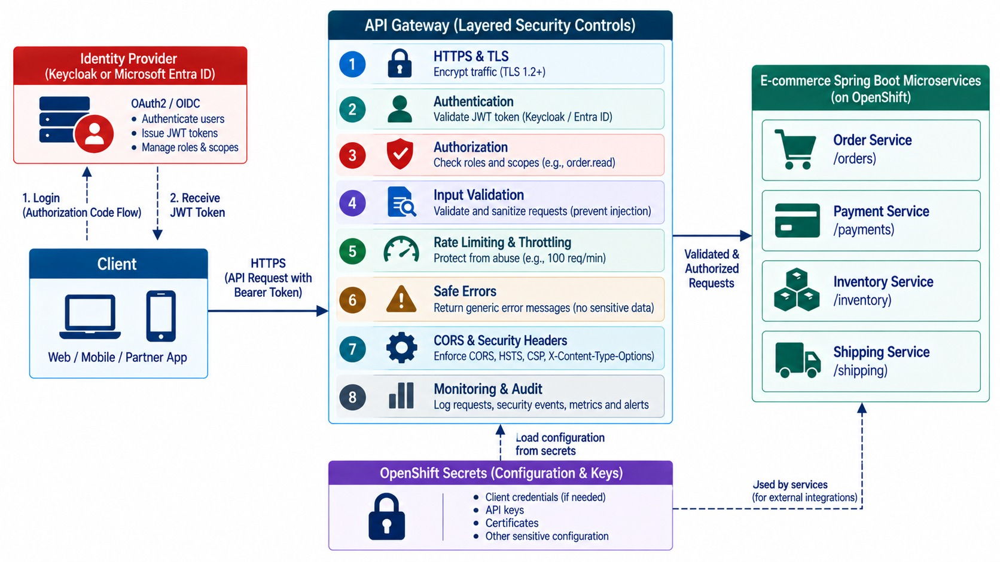 Identity Provider
(Keycloak or Microsoft Entra ID)
OAuth2 / OIDC
• Authenticate users
• Issue JWT tokens
• Manage roles & scopes
1. Login
(Authorization Code Flow)
2. Receive
JWT Token
Client
Web / Mobile / Partner App
HTTPS
(API Request with
Bearer Token)
API Gateway (Layered Security Controls)
1
HTTPS & TLS
Encrypt traffic (TLS 1.2+)
2
Authentication
Validate JWT token (Keycloak / Entra ID)
3
Authorization
Check roles and scopes (e.g., order.read)
4
Input Validation
Validate and sanitize requests (prevent injection)
5
Rate Limiting & Throttling
Protect from abuse (e.g., 100 req/min)
6
Safe Errors
Return generic error messages (no sensitive data)
7
CORS & Security Headers
Enforce CORS, HSTS, CSP, X-Content-Type-Options)
8
Monitoring & Audit
Log requests, security events, metrics and alerts
Validated &
Authorized
Requests
E-commerce Spring Boot Microservices
(on OpenShift)
Order Service
/orders)
Payment Service
/payments)
Inventory Service
/inventory)
Shipping Service
/shipping)
Load configuration
from secrets
OpenShift Secrets (Configuration & Keys)
• Client credentials (if needed)
• API keys
• Certificates
• Other sensitive configuration
Used by services
(for external integrations)